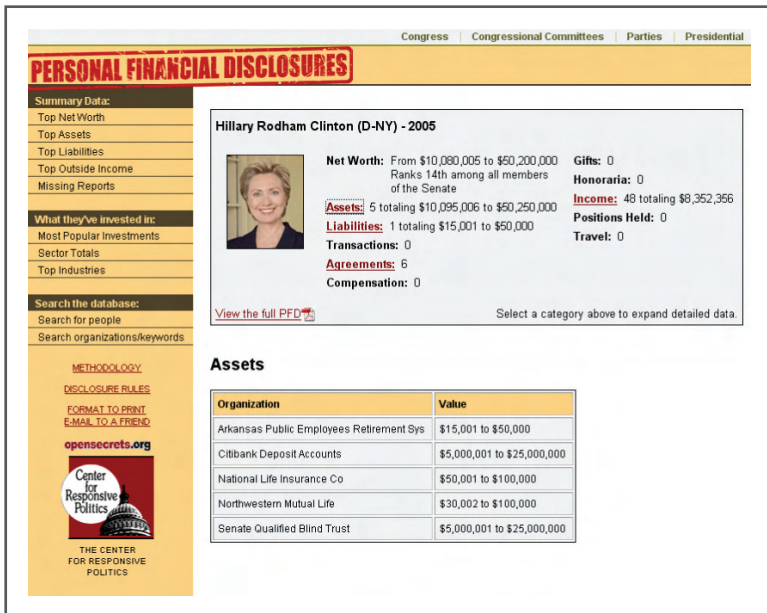 Congress | Congressional Committees | Parties | Presidential
PERSONAL FINANCIAL DISCLOSURES
Summary Data:
Top Net Worth
Top Assets
Top Liabilities
Top Outside Income
Missing Reports
What they've invested in:
Most Popular Investments
Sector Totals
Top Industries
Search the database:
Search for people
Search organizations/keywords
METHODOLOGY
DISCLOSURE RULES
FORMAT TO PRINT
E-MAIL TO A FRIEND
opensecrets.org
Center
for
Responsive
Politics
THE CENTER
FOR RESPONSIVE
POLITICS
Hillary Rodham Clinton (D-NY) - 2005
Net Worth: From $10,080,005 to $50,200,000
Ranks 14th among all members
of the Senate
Assets: 5 totaling $10,095,006 to $50,250,000
Liabilities: 1 totaling $15,001 to $50,000
Transactions: 0
Agreements: 6
Compensation: 0
Gifts: 0
Honoraria: 0
Income: 48 totaling $8,352,356
Positions Held: 0
Travel: 0
View the full PFD
Select a category above to expand detailed data.
Assets
Organization Value
Arkansas Public Employees Retirement Sys $15,001 to $50,000
Citibank Deposit Accounts $5,000,001 to $25,000,000
National Life Insurance Co $50,001 to $100,000
Northwestern Mutual Life $30,002 to $100,000
Senate Qualified Blind Trust $5,000,001 to $25,000,000